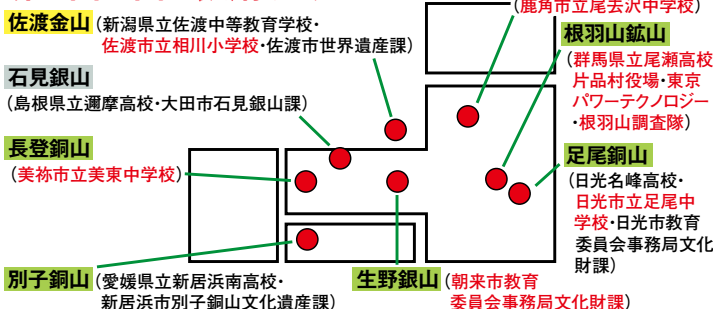 (鹿角市立尾去沢中学校)
佐渡金山(新潟県立佐渡中等教育学校・
佐渡市立相川小学校・佐渡市世界遺産課)
根羽山鉱山
(群馬県立尾瀬高校
片品村役場・東京
パワーテクノロジー
・根羽山調査隊)
石見銀山
(島根県立邇摩高校・大田市石見銀山課)
長登銅山
(美祢市立美東中学校)
足尾銅山
(日光名峰高校・
日光市立足尾中
学校・日光市教育
委員会事務局文化
財課)
別子銅山(愛媛県立新居浜南高校・
新居浜市別子銅山文化遺産課)
生野銀山(朝来市教育
委員会事務局文化財課)